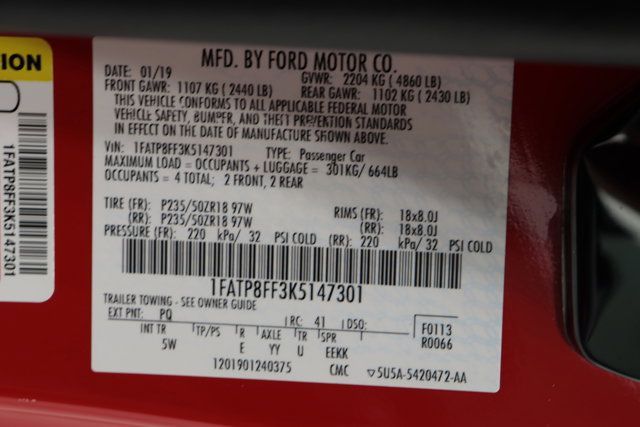 ION
1FATP8FF3K5147301
MFD. BY FORD MOTOR CO.
DATE: 01/19 GVWR: 2204 KG (4860 LB)
FRONT GAWR: 1107 KG (2440 LB) REAR GAWR: 1102 KG (2430 LB)
THIS VEHICLE CONFORMS TO ALL APPLICABLE FEDERAL MOTOR
VEHICLE SAFETY, BUMPER, AND THEFT PREVENTION STANDARDS
IN EFFECT ON THE DATE OF MANUFACTURE SHOWN ABOVE.
VIN: 1FATP8FF3K5147301 TYPE: Passenger Car
MAXIMUM LOAD = OCCUPANTS + LUGGAGE = 301KG/ 664LB
OCCUPANTS = 4 TOTAL; 2 FRONT, 2 REAR
TIRE (FR): P235/50ZR18 97W RIMS (FR): 18x8.0J
(RR): P235/50ZR18 97W (RR): 18x8.0J
PRESSURE (FR): 220 kPa/ 32 PSI COLD (RR): 220 kPa/ 32 PSI COLD
1FATP8FF3K5147301
TRAILER TOWING - SEE OWNER GUIDE
EXT PNT: PQ RC: 41 DSO: F0113
INT TR TP/PS R AXLE TR SPR R0066
5W E YY U EEKK
1201901240375 CMC ▽5U5A-5420472-AA